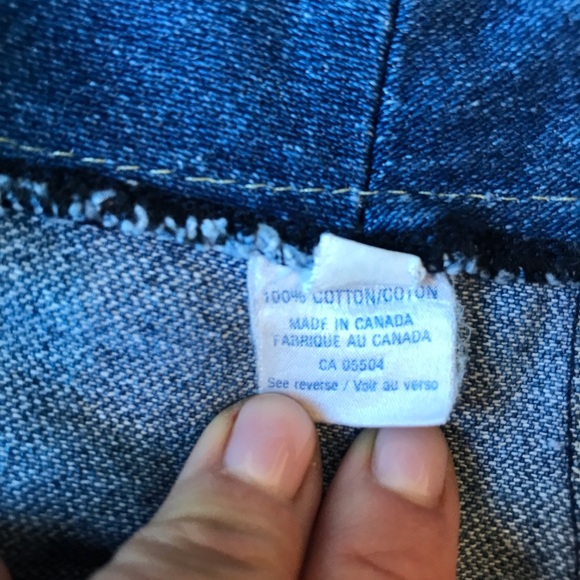 100% COTTON/COTON
MADE IN CANADA
FABRIQUE AU CANADA
CA 05504
See reverse / Voir au verso